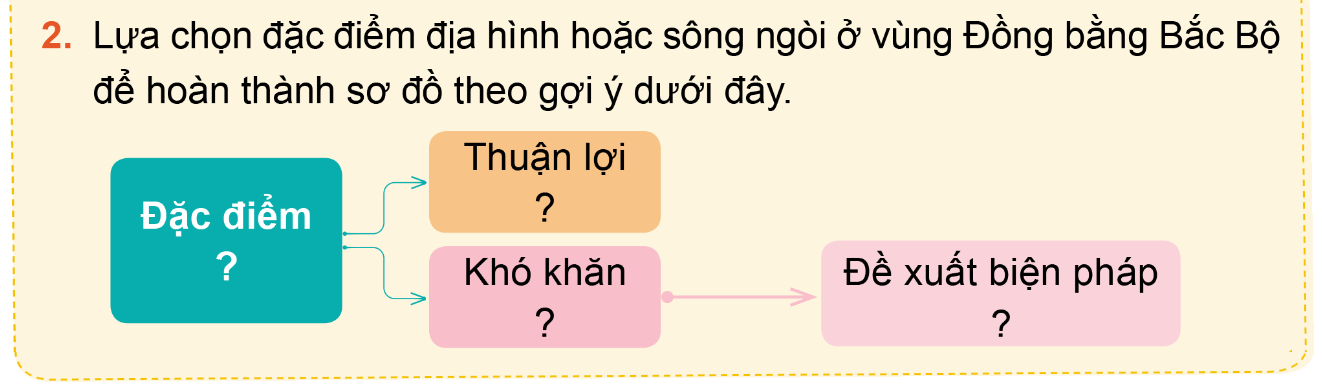 2. Lựa chọn đặc điểm địa hình hoặc sông ngòi ở vùng Đồng bằng Bắc Bộ
để hoàn thành sơ đồ theo gợi ý dưới đây.
Đặc điểm
?
Thuận lợi
?
Khó khăn
?
Đề xuất biện pháp
?